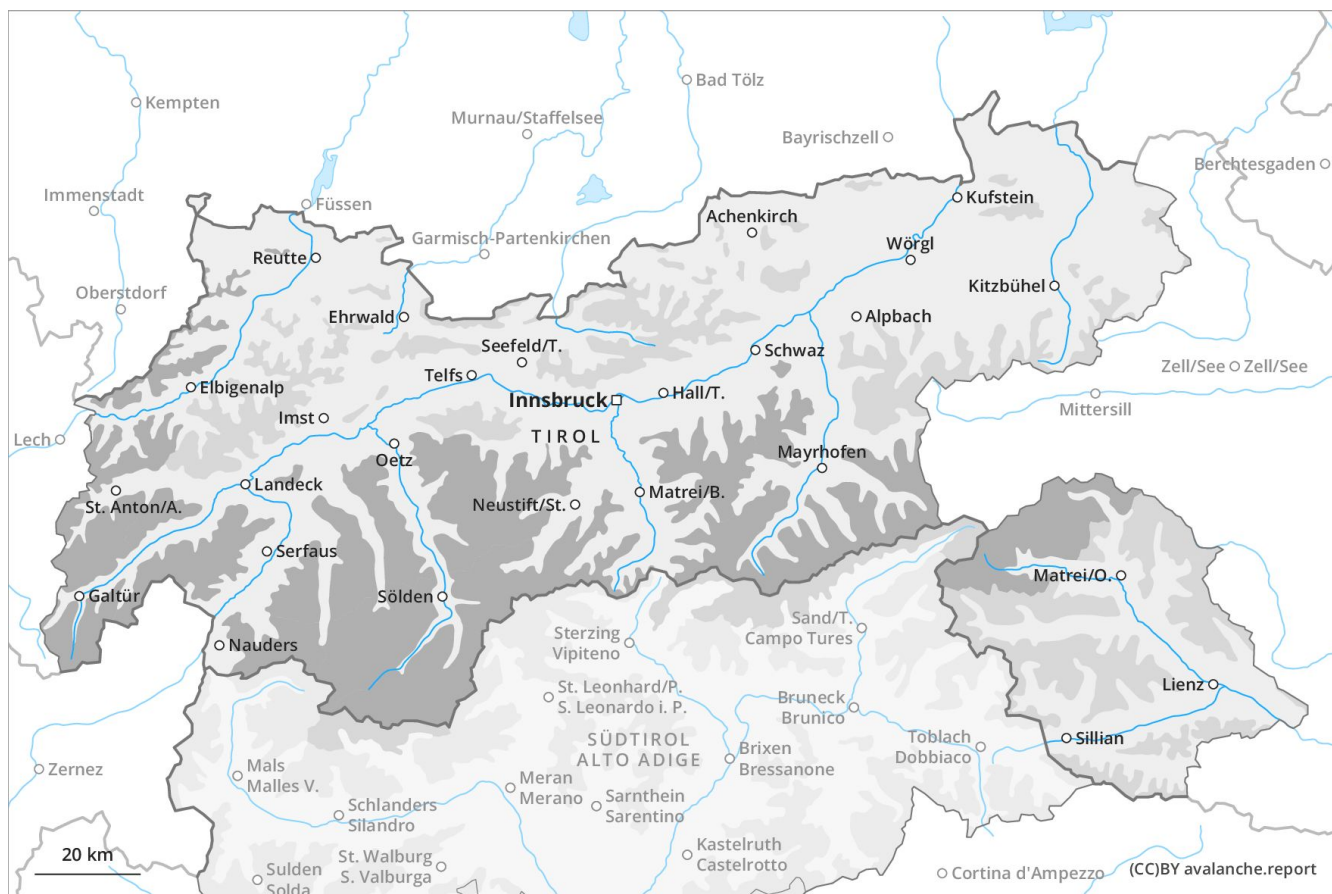 Bad Tölz
Kempten
Murnau/Staffelsee
Bayrischzell
Berchtesgaden
Immenstadt
Füssen
Kufstein
Achenkirch
Garmisch-Partenkirchen
Wörgl
Reutte
Kitzbühel
Oberstdorf
Ehrwald
Alpbach
Seefeld/T.
Schwaz
Zell/See
Zell/See
Telfs
Elbigenalp
Innsbruck
Hall/T.
Mittersill
Imst
TIROL
Lech
Oetz
Mayrhofen
Landeck
St. Anton/A.
Neustift/St.
Matrei/B.
Serfaus
Matrei/O.
Galtür
Sölden
Sand/T.
Campo Tures
Sterzing
Vipiteno
Nauders
Lienz
St. Leonhard/P.
S. Leonardo i. P.
Bruneck
Brunico
SÜDTIROL
ALTO ADIGE
Sillian
Toblach
Dobbiaco
Brixen
Bressanone
Zernez
Mals
Malles V.
Meran
Merano
Sarnthein
Sarentino
Schlanders
Silandro
Kastelruth
Castelrotto
20 km
St. Walburg
S. Valburga
Sulden
Solda
Cortina d'Ampezzo
(CC)BY avalanche.report